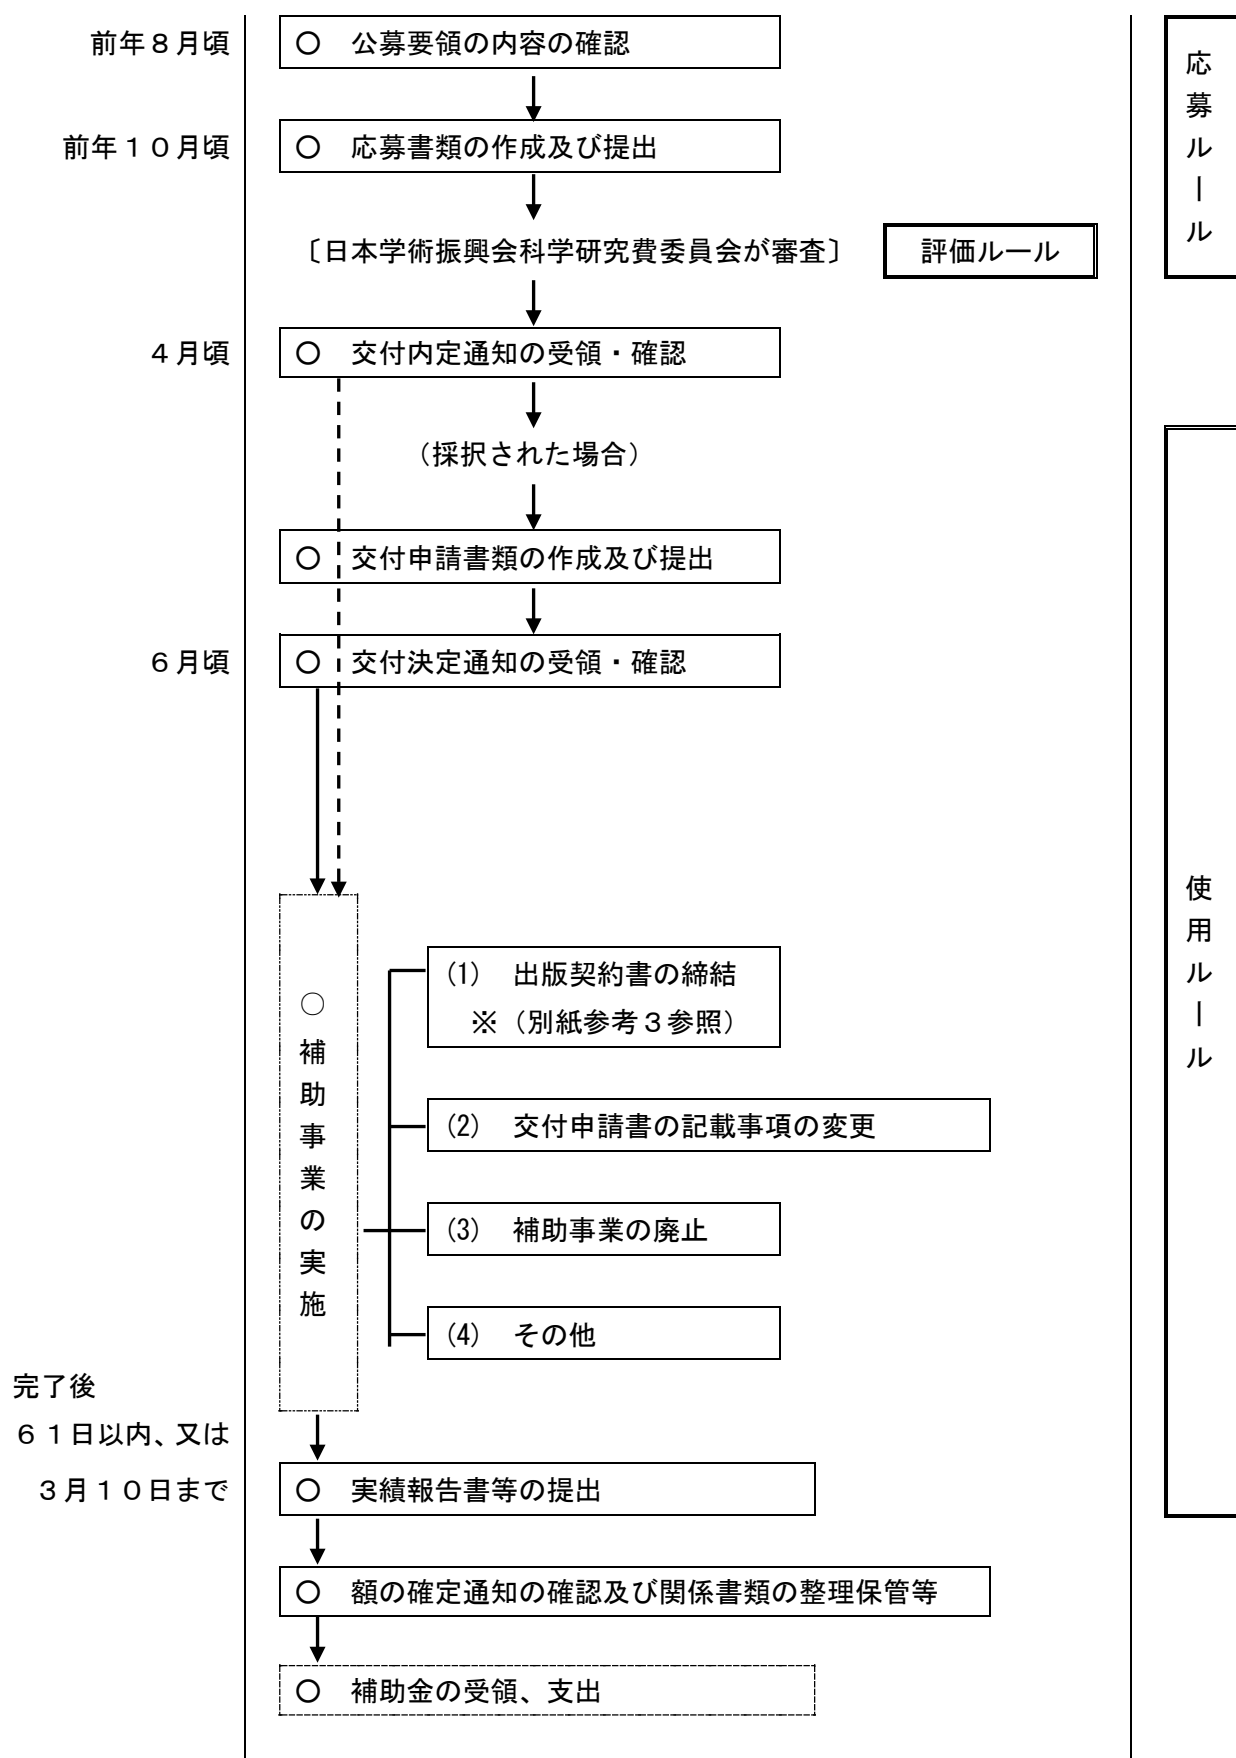 前年８月頃
○　公募要領の内容の確認
前年１０月頃
○　応募書類の作成及び提出
〔日本学術振興会科学研究費委員会が審査〕
評価ルール
応募ルール
４月頃
○　交付内定通知の受領・確認
（採択された場合）
○　交付申請書類の作成及び提出
６月頃
○　交付決定通知の受領・確認
使用ルール
○補助事業の実施
(1)　出版契約書の締結
※（別紙参考３参照）
(2)　交付申請書の記載事項の変更
(3)　補助事業の廃止
(4)　その他
完了後
６１日以内、又は
３月１０日まで
○　実績報告書等の提出
○　額の確定通知の確認及び関係書類の整理保管等
○　補助金の受領、支出